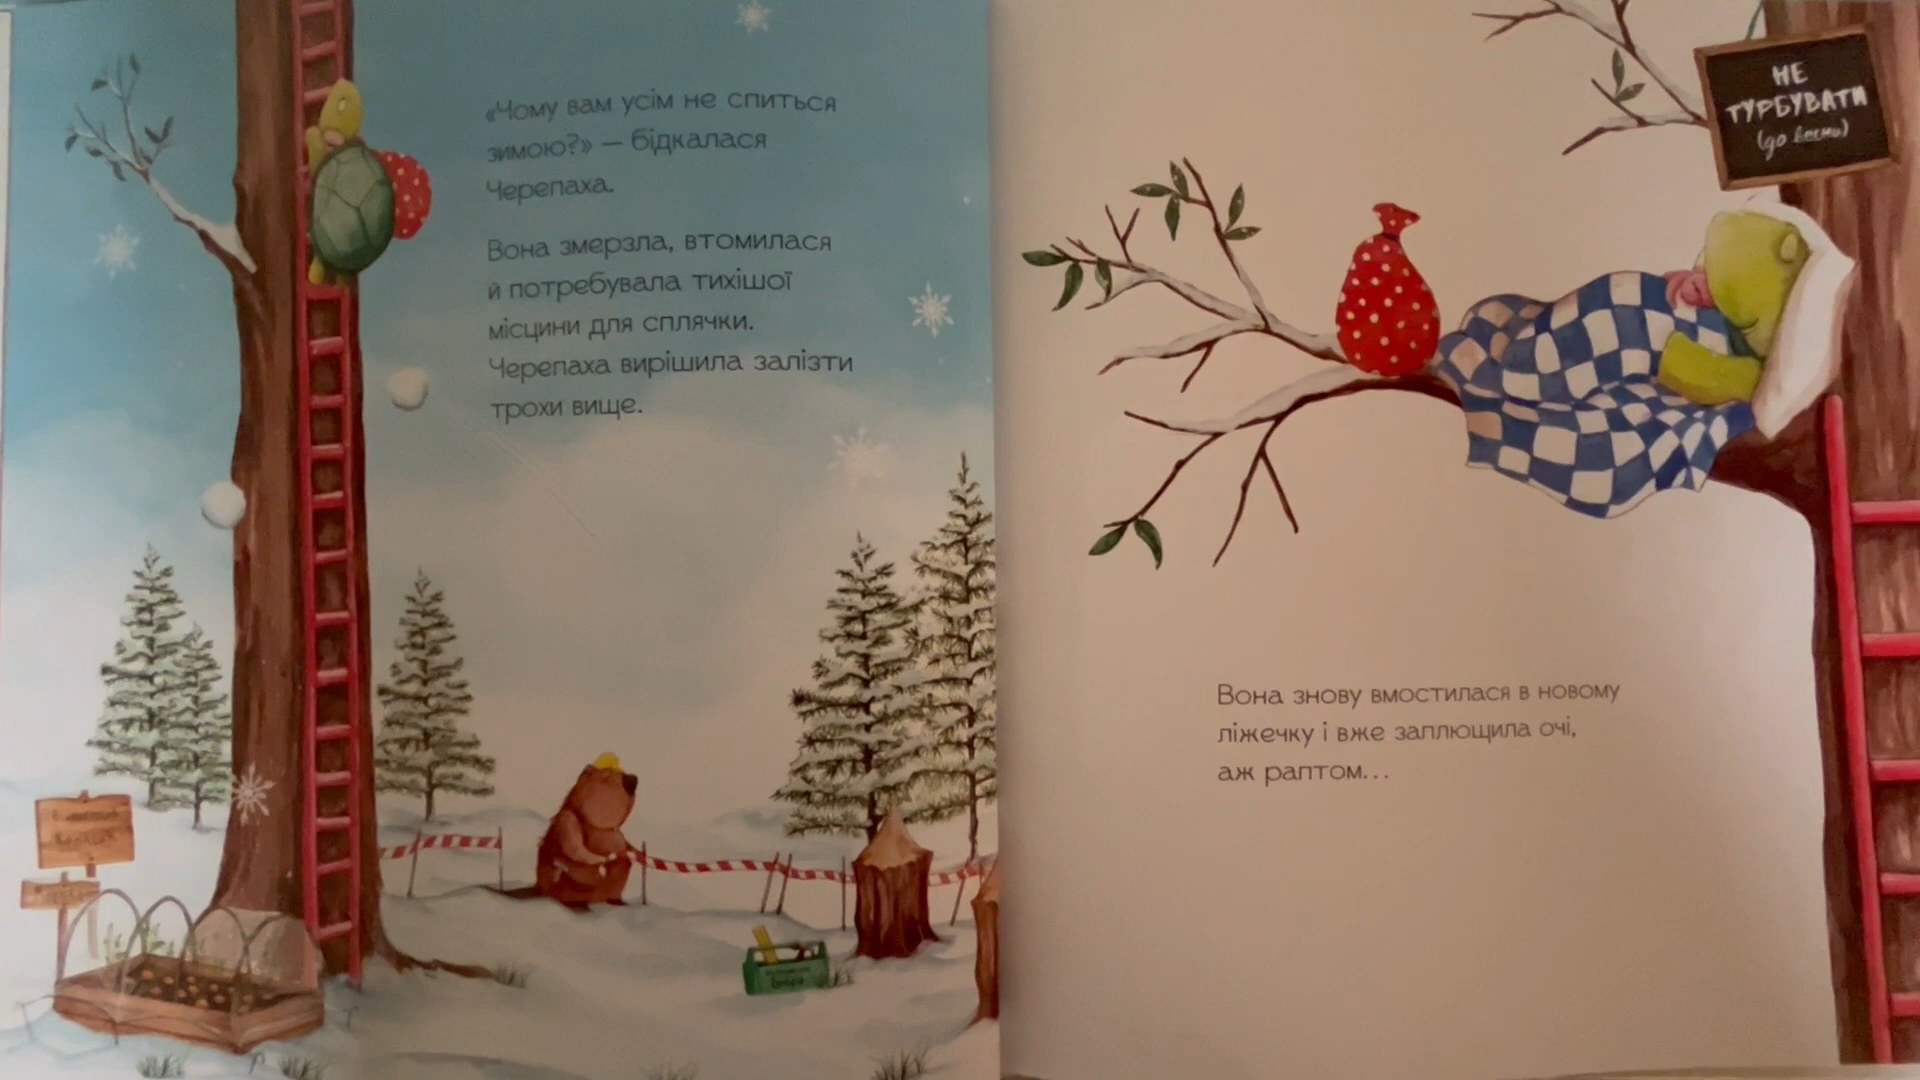 «Чому вам усім не спиться
зимою?» — бідкалася
Черепаха.
Вона змерзла, втомилася
й потребувала тихішої
місцини для сплячки.
Черепаха вирішила залізти
трохи вище.
НЕ
ТУРБУВАТИ
(до весни)
Вона знову вмостилася в новому
ліжечку і вже заплющила очі,
аж раптом...